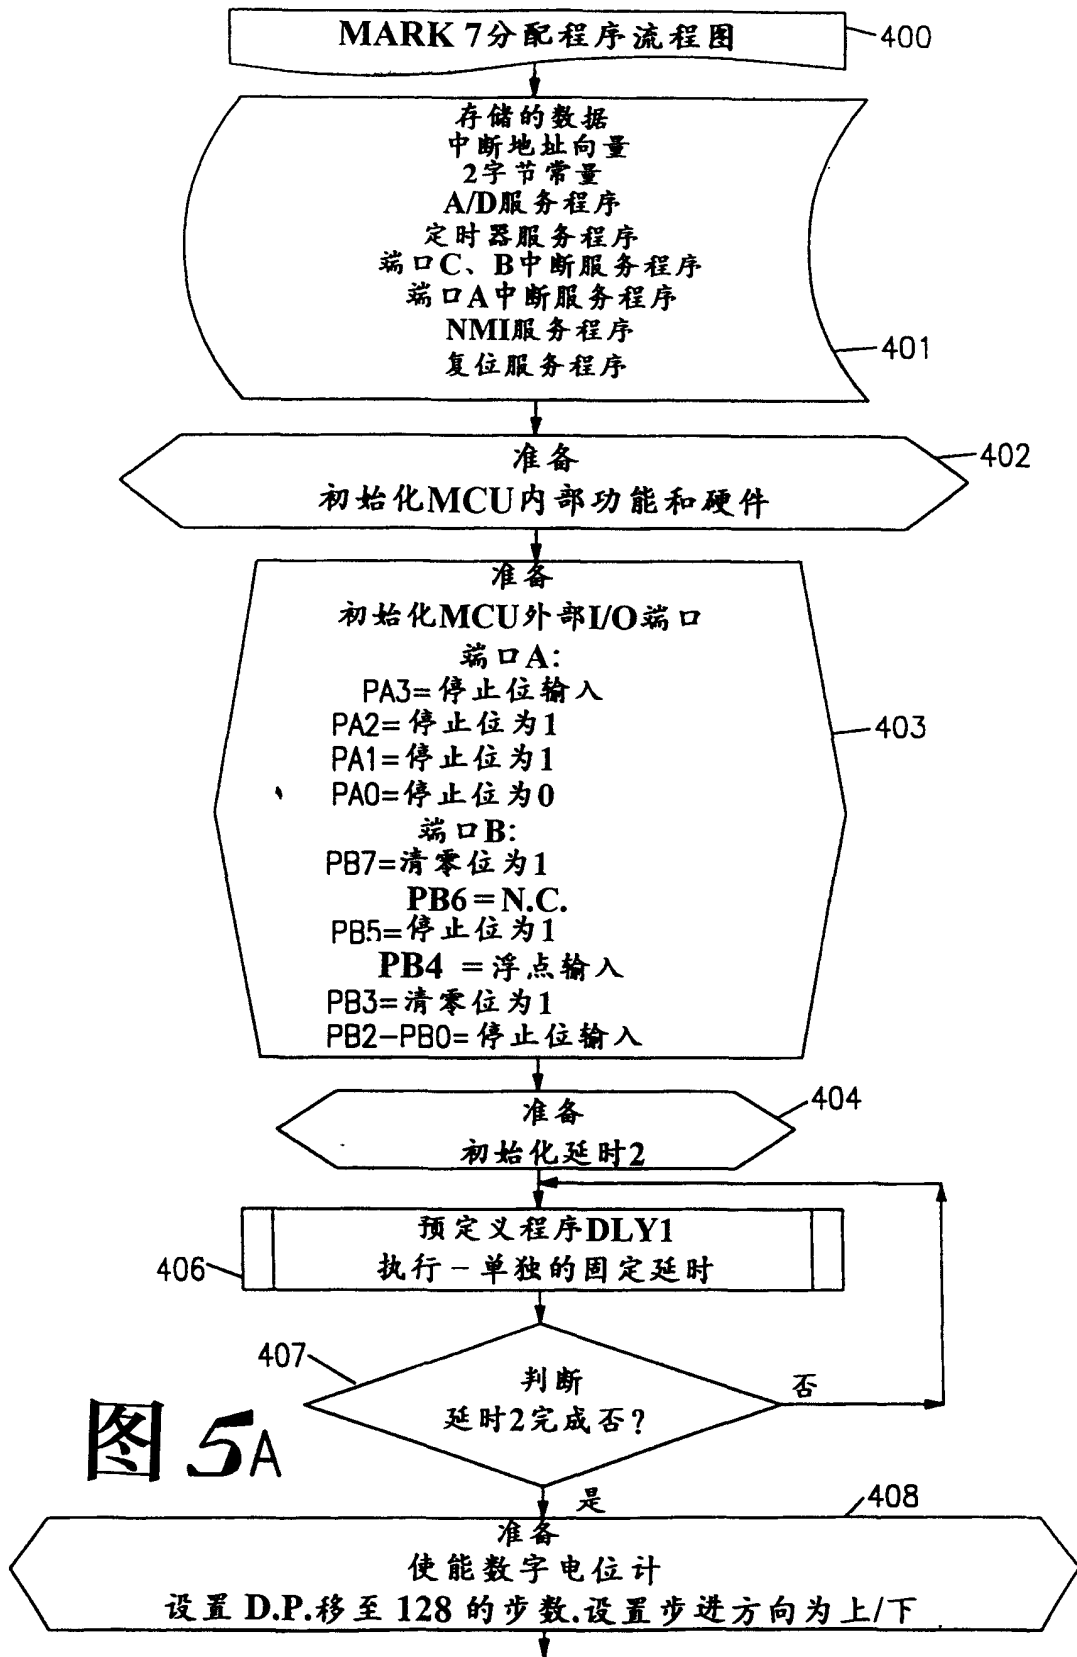 MARK 7分配程序流程图
400
存储的数据
中断地址向量
2字节常量
A/D服务程序
定时器服务程序
端口C、B中断服务程序
端口A中断服务程序
NMI服务程序
复位服务程序
401
准备
初始化MCU内部功能和硬件
402
准备
初始化MCU外部I/O端口
端口A:
PA3=停止位输入
PA2=停止位为1
PA1=停止位为1
PA0=停止位为0
端口B:
PB7=清零位为1
PB6=N.C.
PB5=停止位为1
PB4 =浮点输入
PB3=清零位为1
PB2-PB0=停止位输入
403
准备
初始化延时2
404
预定义程序DLY1
执行-单独的固定延时
406
407
判断
延时2完成否?
否
是
图 5A
408
准备
使能数字电位计
设置 D.P.移至 128 的步数.设置步进方向为上/下